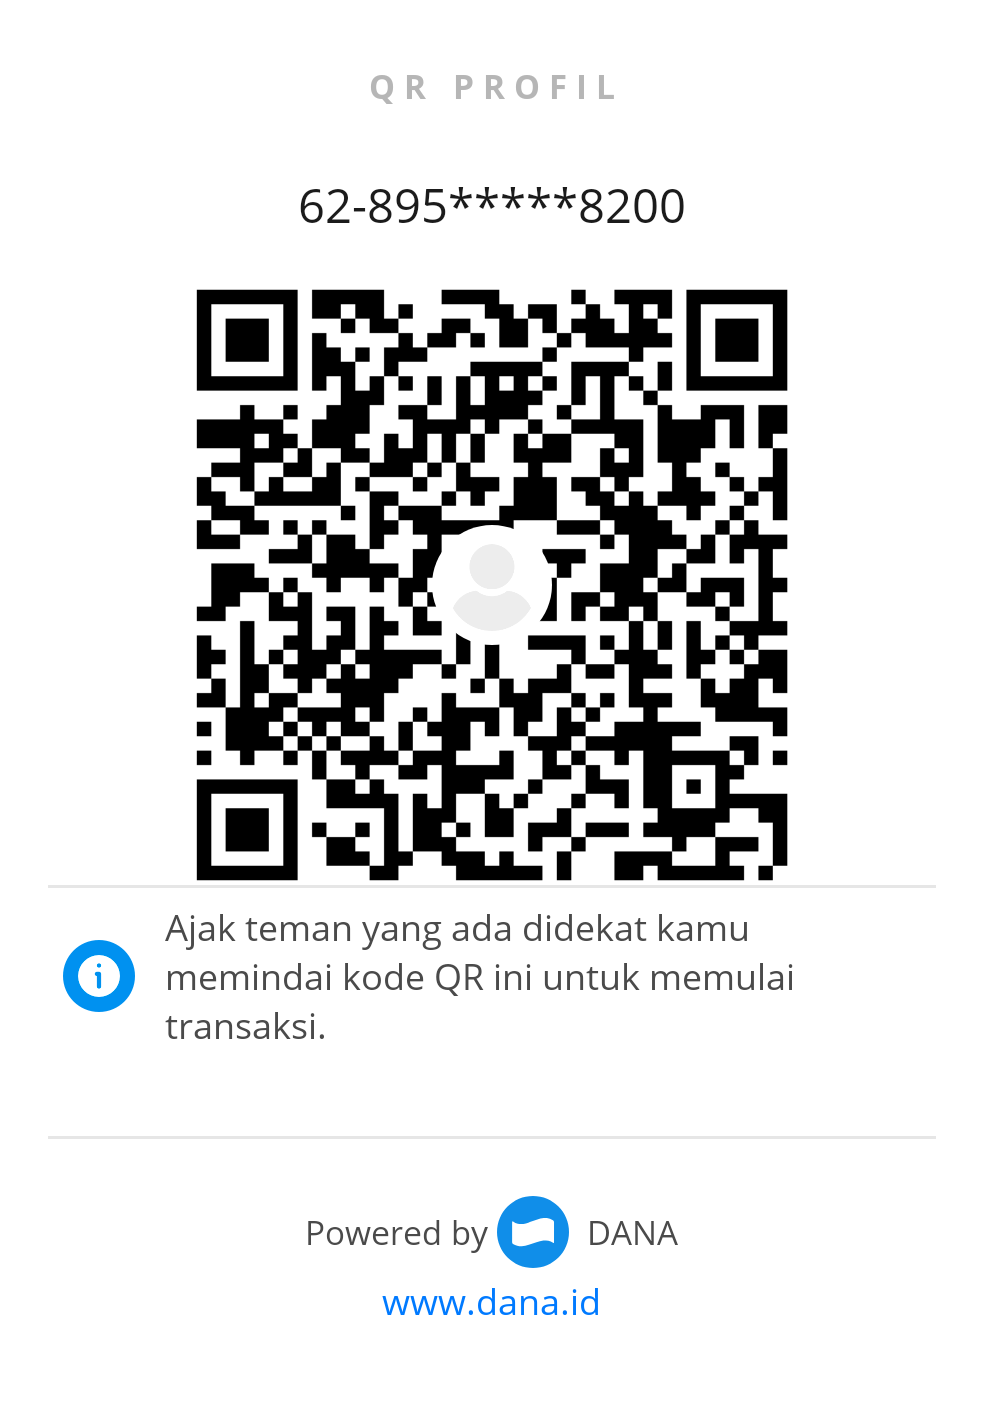 QR PROFIL
62-895*****8200
Ajak teman yang ada didekat kamu
memindai kode QR ini untuk memulai
transaksi.
Powered by DANA
www.dana.id